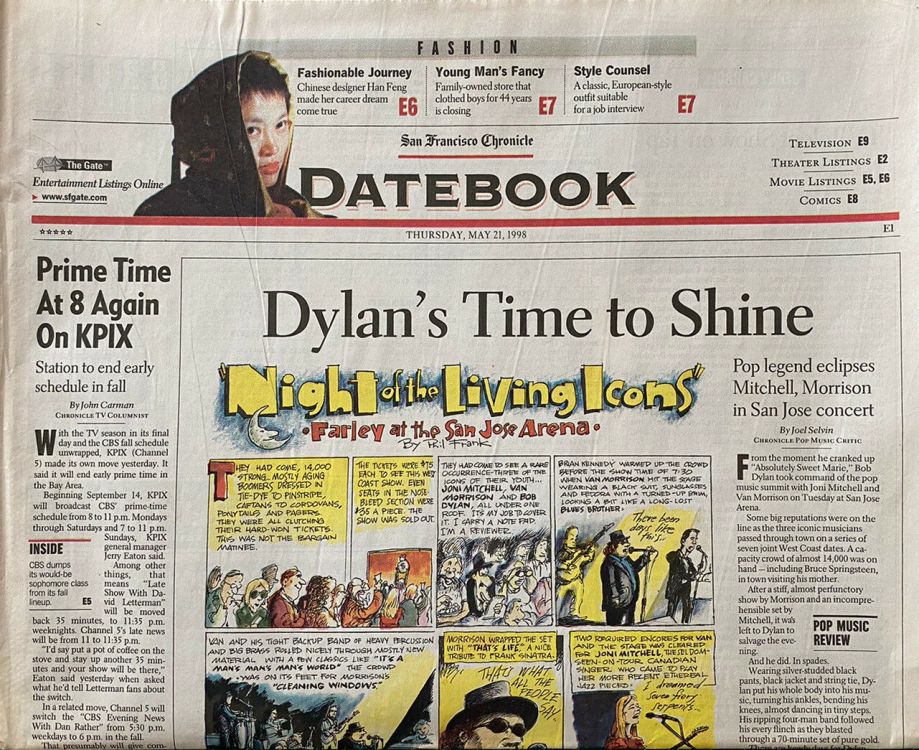 FASHION
Fashionable Journey
Chinese designer Han Feng
made her career dream
come true
E6
Young Man's Fancy
Family-owned store that
clothed boys for 44 years
is closing
E7
Style Counsel
A classic, European-style
outfit suitable
for a job interview
E7
The Gate™
Entertainment Listings Online
► www.sfgate.com
San Francisco Chronicle
DATEBOOK
TELEVISION E9
THEATER LISTINGS E2
MOVIE LISTINGS E5, E6
COMICS E8
☆☆☆☆☆
THURSDAY, MAY 21, 1998
E1
Prime Time
At 8 Again
On KPIX
Station to end early
schedule in fall
By John Carman
CHRONICLE TV COLUMNIST
With the TV season in its final
day and the CBS fall schedule
unwrapped, KPIX (Channel
5) made its own move yesterday. It
said it will end early prime time in
the Bay Area.
Beginning September 14, KPIX
will broadcast CBS' prime-time
schedule from 8 to 11 p.m. Mondays
through Saturdays and 7 to 11 p.m.
Sundays, KPIX
general manager
Jerry Eaton said.
Among other
things, that
means "Late
Show With Da-
vid Letterman"
will be moved
back 35 minutes, to 11:35 p.m.
weeknights. Channel 5's late news
will be from 11 to 11:35 p.m.
"I'd say put a pot of coffee on the
stove and stay up another 35 min-
utes and your show will be there,"
Eaton said yesterday when asked
what he'd tell Letterman fans about
the switch.
In a related move, Channel 5 will
switch the "CBS Evening News
With Dan Rather" from 5:30 p.m.
weekdays to 6 p.m. in the fall.
That presumably will give com-
INSIDE
CBS dumps
its would-be
sophomore class
from its fall
lineup. E5
Dylan's Time to Shine
"Night of the Living Icons"
•Farley at the San Jose Arena•
By Phil Frank
THEY HAD COME, 14,000
STRONG. MOSTLY AGING
BOOMERS DRESSED IN
TIE-DYE TO PINSTRIPE,
CAFTANS TO CORDOVANS,
PONYTAILS AND PAGERS.
THEY WERE ALL CLUTCHING
THEIR HARD-WON TICKETS.
THIS WAS NOT THE BARGAIN
MATINEE.
THE TICKETS WERE $75
EACH TO SEE THIS WEST
COAST SHOW. EVEN
SEATS IN THE NOSE-
BLEED SECTION WERE
$35 A PIECE. THE
SHOW WAS SOLD OUT.
THEY HAD COME TO SEE A RARE
OCCURRENCE-THREE OF THE
ICONS OF THEIR YOUTH...
JONI MITCHELL, VAN
MORRISON AND BOB
DYLAN, ALL UNDER ONE
ROOF. IT'S MY JOB TO COVER
IT. I CARRY A NOTE PAD.
I'M A REVIEWER.
BRIAN KENNEDY WARMED UP THE CROWD
BEFORE THE SHOW TIME OF 7:30
WHEN VAN MORRISON HIT THE STAGE
WEARING A BLACK SUIT, SUNGLASSES
AND FEDORA WITH A TURNED-UP BRIM,
LOOKING A BIT LIKE A LONG-LOST
BLUES BROTHER.
There been
days like
this...
VAN AND HIS TIGHT BACKUP BAND OF HEAVY PERCUSSION
AND BIG BRASS ROLLED NICELY THROUGH MOSTLY NEW
MATERIAL WITH A FEW CLASSICS LIKE "IT'S A
MAN'S MAN'S MAN'S WORLD." THE CROWD
WAS ON ITS FEET FOR MORRISON'S
"CLEANING WINDOWS."
MORRISON WRAPPED THE SET
WITH "THAT'S LIFE," A NICE
TRIBUTE TO FRANK SINATRA.
THAT'S WHAT
ALL THE
PEOPLE
SAY..
TWO REQUIRED ENCORES FOR VAN
AND THE STAGE WAS CLEARED
FOR JONI MITCHELL, THE SELDOM-
SEEN-ON TOUR CANADIAN
SINGER WHO CAME TO PLAY
HER MORE RECENT ETHEREAL
JAZZ PIECES.
I dreamed
serpents..
Pop legend eclipses
Mitchell, Morrison
in San Jose concert
By Joel Selvin
CHRONICLE POP MUSIC CRITIC
From the moment he cranked up
"Absolutely Sweet Marie," Bob
Dylan took command of the pop
music summit with Joni Mitchell and
Van Morrison on Tuesday at San Jose
Arena.
Some big reputations were on the
line as the three iconic musicians
passed through town on a series of
seven joint West Coast dates. A ca-
pacity crowd of almost 14,000 was on
hand — including Bruce Springsteen,
in town visiting his mother.
After a stiff, almost perfunctory
show by Morrison and an incompre-
hensible set by
Mitchell, it was
left to Dylan to
salvage the eve-
ning.
And he did. In spades.
Wearing silver-studded black
pants, black jacket and string tie, Dy-
lan put his whole body into his mu-
sic, turning his ankles, bending his
knees, almost dancing in tiny steps.
His ripping four-man band followed
his every flinch as they blasted
through a 70-minute set of pure gold.
POP MUSIC
REVIEW